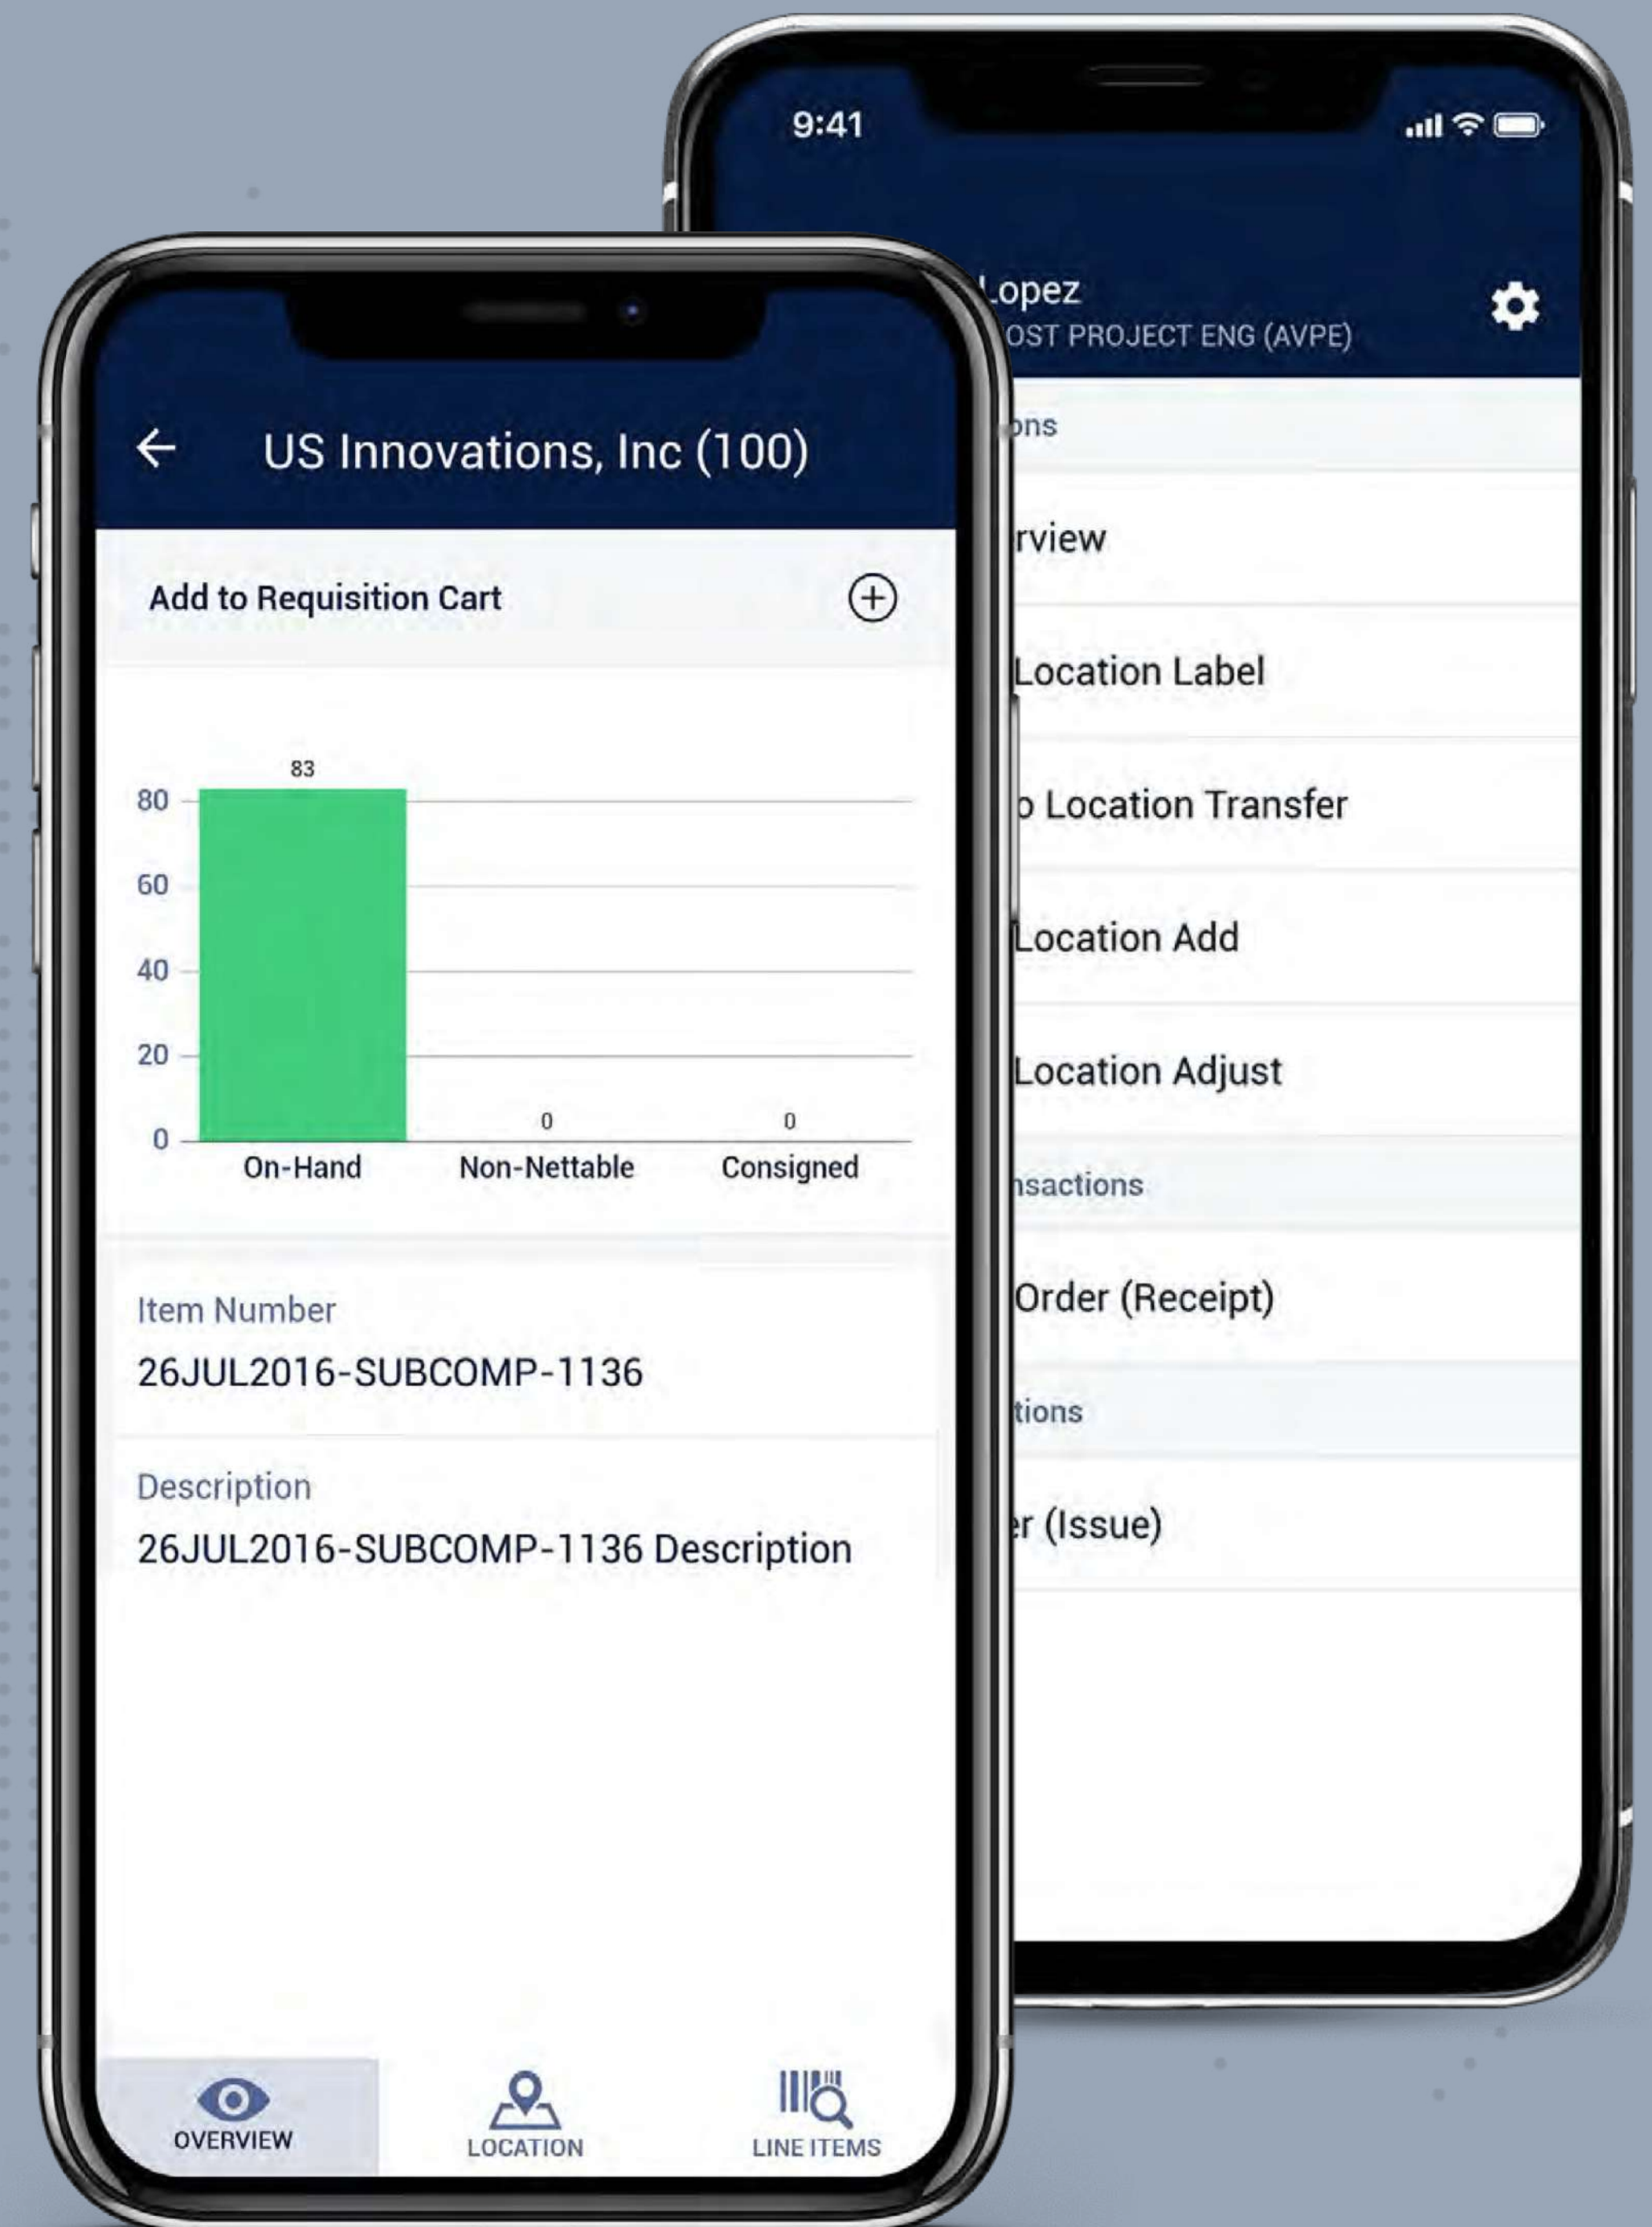 US Innovations, Inc (100)
Add to Requisition Cart
83
80
60
40
20
0
0
0
On-Hand
Non-Nettable
Consigned
Item Number
26JUL2016-SUBCOMP-1136
Description
26JUL2016-SUBCOMP-1136 Description
OVERVIEW
LOCATION
LINE ITEMS
9:41
Lopez
OST PROJECT ENG (AVPE)
ons
rview
Location Label
o Location Transfer
Location Add
Location Adjust
nsactions
Order (Receipt)
tions
er (Issue)